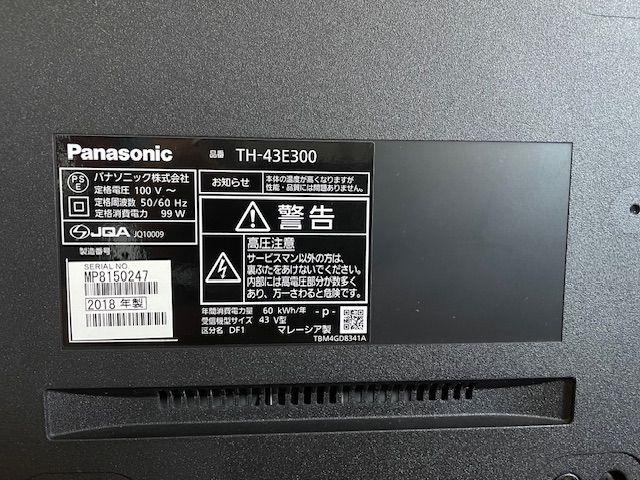 Panasonic 品番 TH-43E300
PS
E
パナソニック株式会社
定格電圧 100 V ～
定格周波数 50/60 Hz
定格消費電力 99 W
JQA JQ10009
お知らせ
本体の温度が高くなりますが
性能・品質には問題ありません。
警告
高圧注意
サービスマン以外の方は、
裏ぶたをあけないでください。
内部には高電圧部分が数多く
あり、万一さわると危険です。
製造番号
SERIAL NO.
MP8150247
2018 年製
年間消費電力量 60 kWh/年
受信機型サイズ 43 V型
区分名 DF1
-p-
マレーシア製
TBM4GD8341A